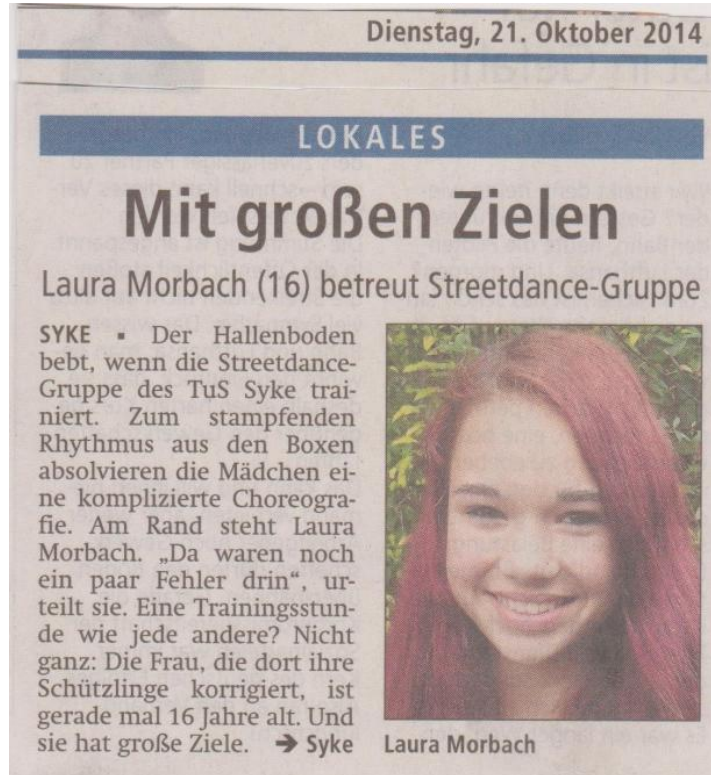 Dienstag, 21. Oktober 2014
LOKALES
Mit großen Zielen
Laura Morbach (16) betreut Streetdance-Gruppe
SYKE ▪ Der Hallenboden
bebt, wenn die Streetdance-
Gruppe des TuS Syke trai-
niert. Zum stampfenden
Rhythmus aus den Boxen
absolvieren die Mädchen ei-
ne komplizierte Choreogra-
fie. Am Rand steht Laura
Morbach. „Da waren noch
ein paar Fehler drin“, ur-
teilt sie. Eine Trainingsstun-
de wie jede andere? Nicht
ganz: Die Frau, die dort ihre
Schützlinge korrigiert, ist
gerade mal 16 Jahre alt. Und
sie hat große Ziele. ➔ Syke
Laura Morbach